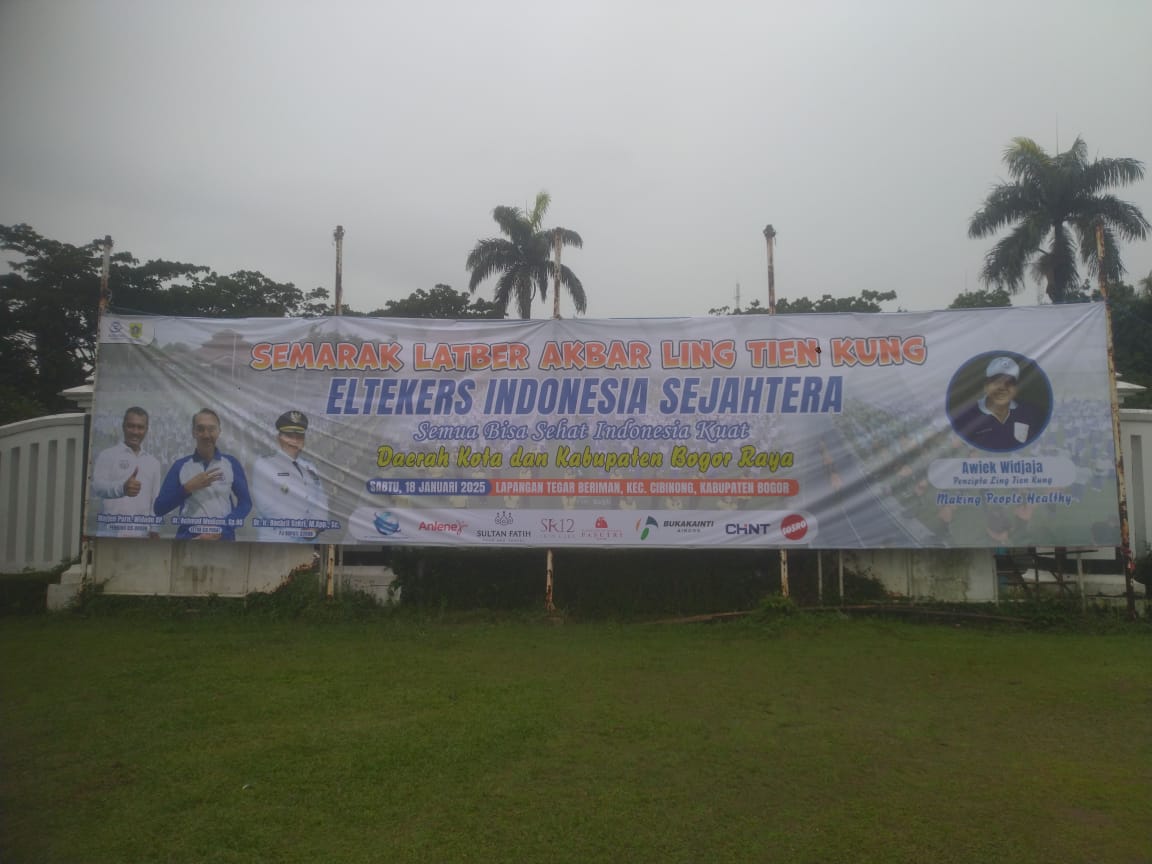 SEMARAK LATBER AKBAR LING TIEN KUNG
ELTEKERS INDONESIA SEJAHTERA
Semua Bisa Sehat Indonesia Kuat
Daerah Kota dan Kabupaten Bogor Raya
SABTU, 18 JANUARI 2025 LAPANGAN TEGAR BERIMAN, KEC. CIBINONG, KABUPATEN BOGOR
Awiek Widjaja
Pencipta Ling Tien Kung
Making People Healthy
Anlene
SULTAN FATIH
SR12
BUKAKAINTI
CHNT
SOSRO